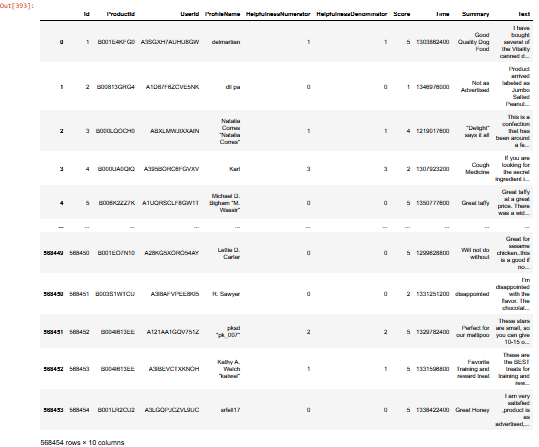 Out[393]:
Id ProductId UserId ProfileName HelpfulnessNumerator HelpfulnessDenominator Score Time Summary Text
0 1 B001E4KFG0 A3SGXH7AUHU8GW delmartian 1 1 5 1303862400 Good Quality Dog Food I have bought several of the Vitality canned d...
1 2 B00813GRG4 A1D87F6ZCVE5NK dll pa 0 0 1 1346976000 Not as Advertised Product arrived labeled as Jumbo Salted Peanut...
2 3 B000LQOCH0 ABXLMWJIXXAIN Natalia Corres "Natalia Corres" 1 1 4 1219017600 "Delight" says it all This is a confection that has been around a fe...
3 4 B000UA0QIQ A395BORC6FGVXV Karl 3 3 2 1307923200 Cough Medicine If you are looking for the secret ingredient i...
4 5 B006K2ZZ7K A1UQRSCLF8GW1T Michael D. Bigham "M. Wassir" 0 0 5 1350777600 Great taffy Great taffy at a great price. There was a wid...
... ... ... ... ... ... ... ... ... ... ...
568449 568450 B001EO7N10 A28KG5XORO54AY Lettie D. Carter 0 0 5 1299628800 Will not do without Great for sesame chicken..this is a good if no...
568450 568451 B003S1WTCU A3I8AFVPEE8KI5 R. Sawyer 0 0 2 1331251200 disappointed I'm disappointed with the flavor. The chocolat...
568451 568452 B004I613EE A121AA1GQV751Z pksd "pk_007" 2 2 5 1329782400 Perfect for our maltipoo These stars are small, so you can give 10-15 o...
568452 568453 B004I613EE A3IBEVCTXKNOH Kathy A. Welch "katwel" 1 1 5 1331596800 Favorite Training and reward treat These are the BEST treats for training and rew...
568453 568454 B001LR2CU2 A3LGQPJCZVL9UC srfell17 0 0 5 1338422400 Great Honey I am very satisfied ,product is as advertised,...
568454 rows × 10 columns